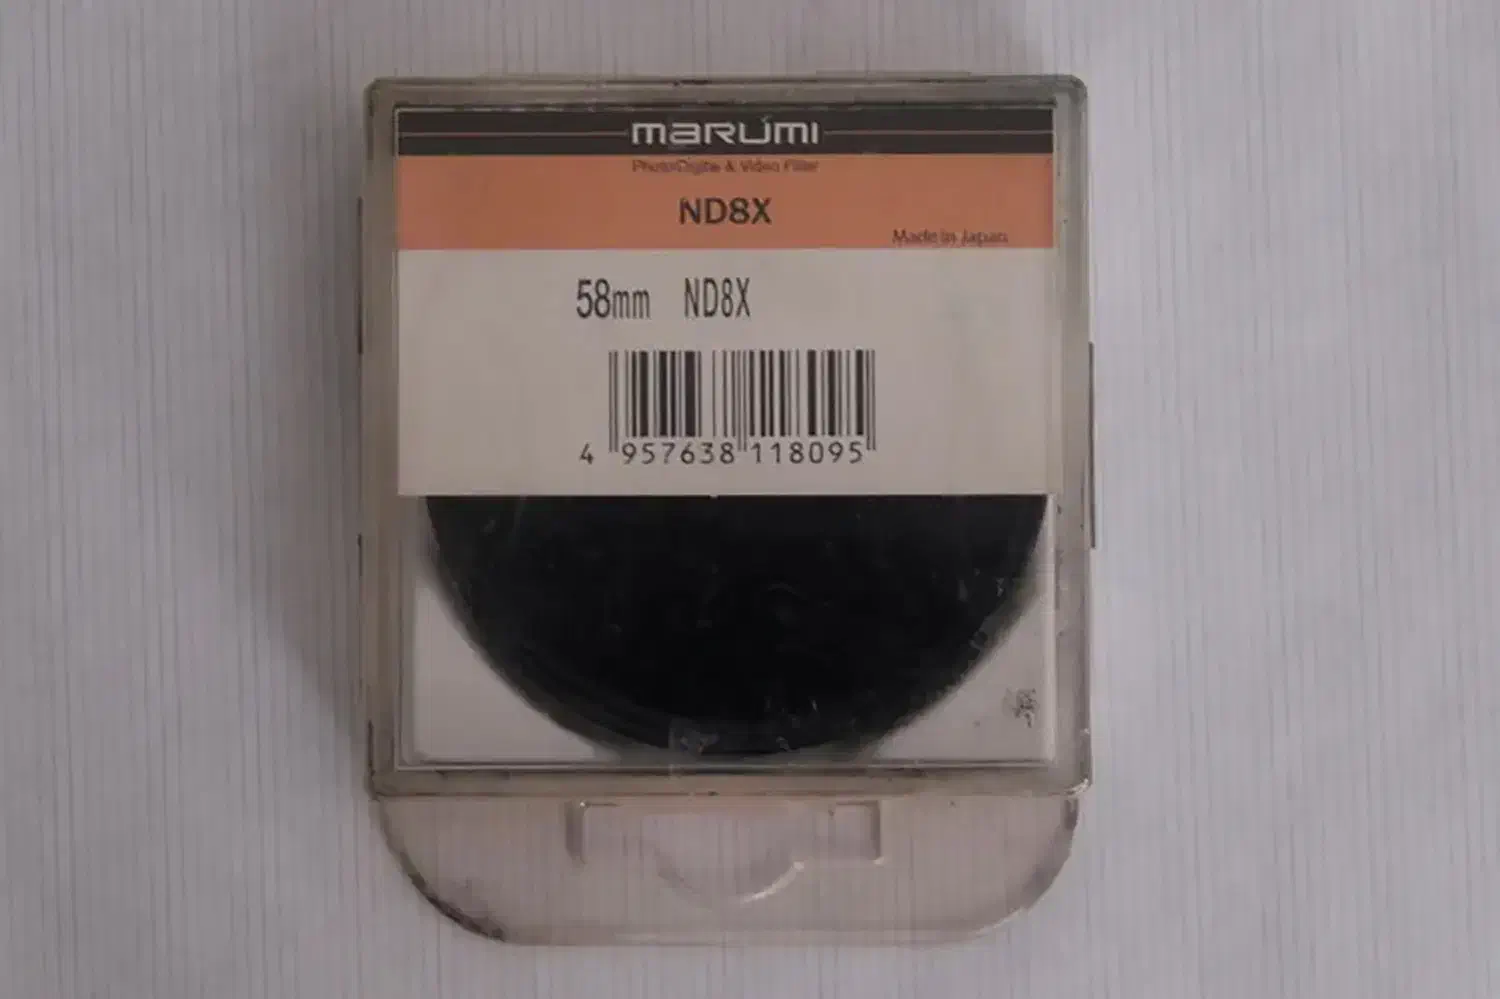 marumi
Photo/Digital & Video Filter
ND8X
Made in Japan
58mm ND8X
4 957638 118095